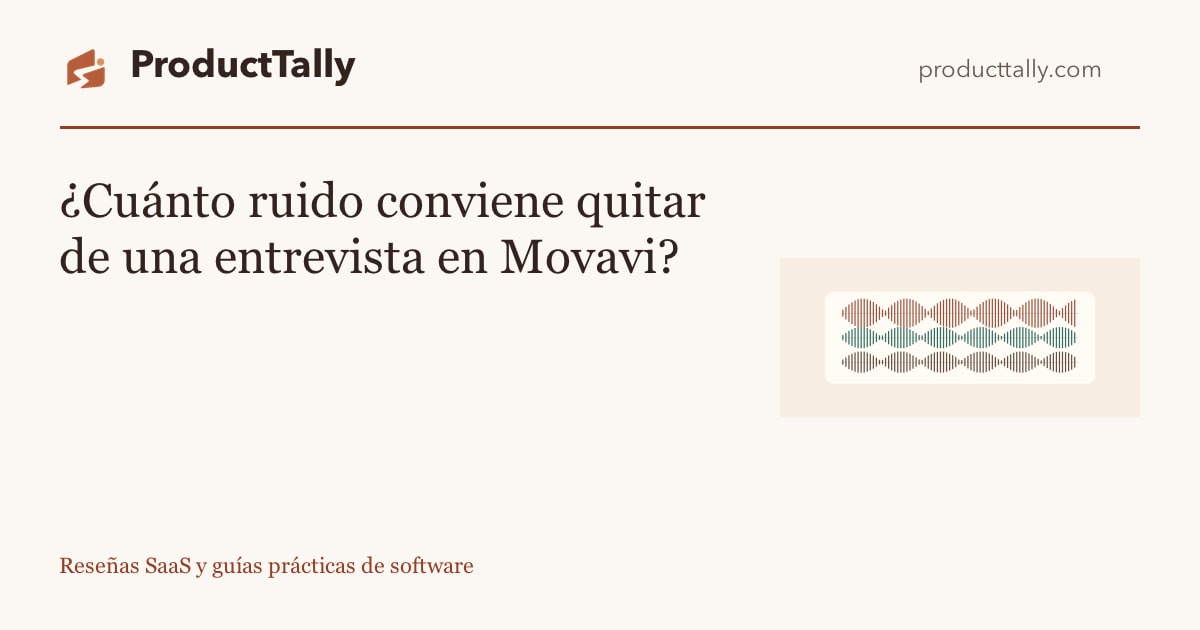 ProductTally
producttally.com
¿Cuánto ruido conviene quitar
de una entrevista en Movavi?
Reseñas SaaS y guías prácticas de software